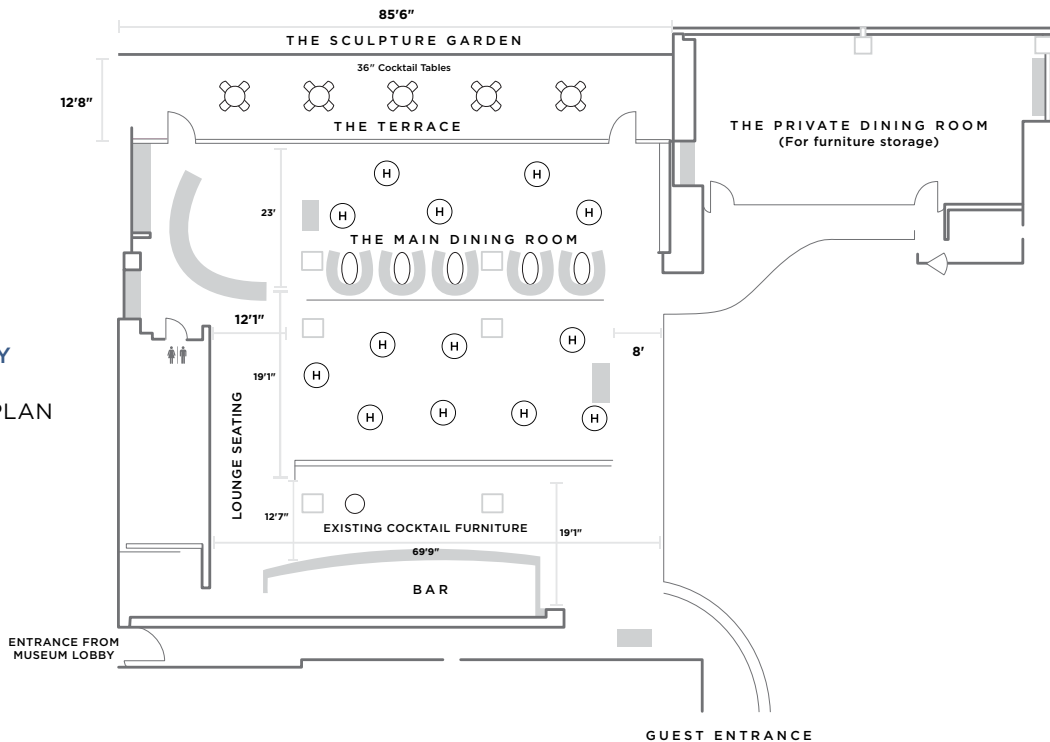 85'6"
THE SCULPTURE GARDEN
36" Cocktail Tables
12'8"
THE TERRACE
THE PRIVATE DINING ROOM
(For furniture storage)
H
H
H
H
H
23'
THE MAIN DINING ROOM
12'1"
8'
H
H
H
19'1"
H
H
H
H
H
LOUNGE SEATING
12'7"
EXISTING COCKTAIL FURNITURE
19'1"
69'9"
BAR
Y
PLAN
ENTRANCE FROM
MUSEUM LOBBY
GUEST ENTRANCE